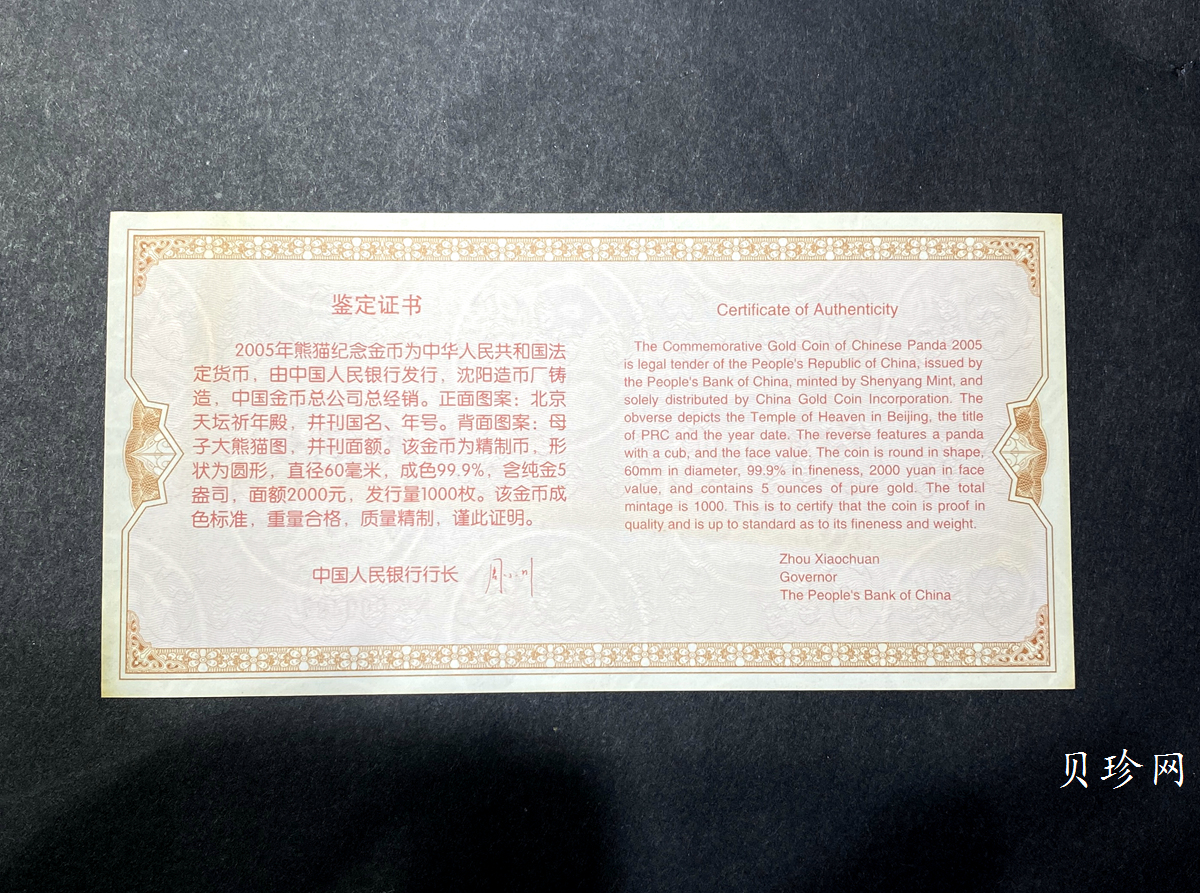 鉴定证书
2005年熊猫纪念金币为中华人民共和国法
定货币，由中国人民银行发行，沈阳造币厂铸
造，中国金币总公司总经销。正面图案：北京
天坛祈年殿，并刊国名、年号。背面图案：母
子大熊猫图，并刊面额。该金币为精制币，形
状为圆形，直径60毫米，成色99.9%，含纯金5
盎司，面额2000元，发行量1000枚。该金币成
色标准，重量合格，质量精制，谨此证明。
中国人民银行行长
Certificate of Authenticity
The Commemorative Gold Coin of Chinese Panda 2005
is legal tender of the People's Republic of China, issued by
the People's Bank of China, minted by Shenyang Mint, and
solely distributed by China Gold Coin Incorporation. The
obverse depicts the Temple of Heaven in Beijing, the title
of PRC and the year date. The reverse features a panda
with a cub, and the face value. The coin is round in shape,
60mm in diameter, 99.9% in fineness, 2000 yuan in face
value, and contains 5 ounces of pure gold. The total
mintage is 1000. This is to certify that the coin is proof in
quality and is up to standard as to its fineness and weight.
Zhou Xiaochuan
Governor
The People's Bank of China
贝珍网